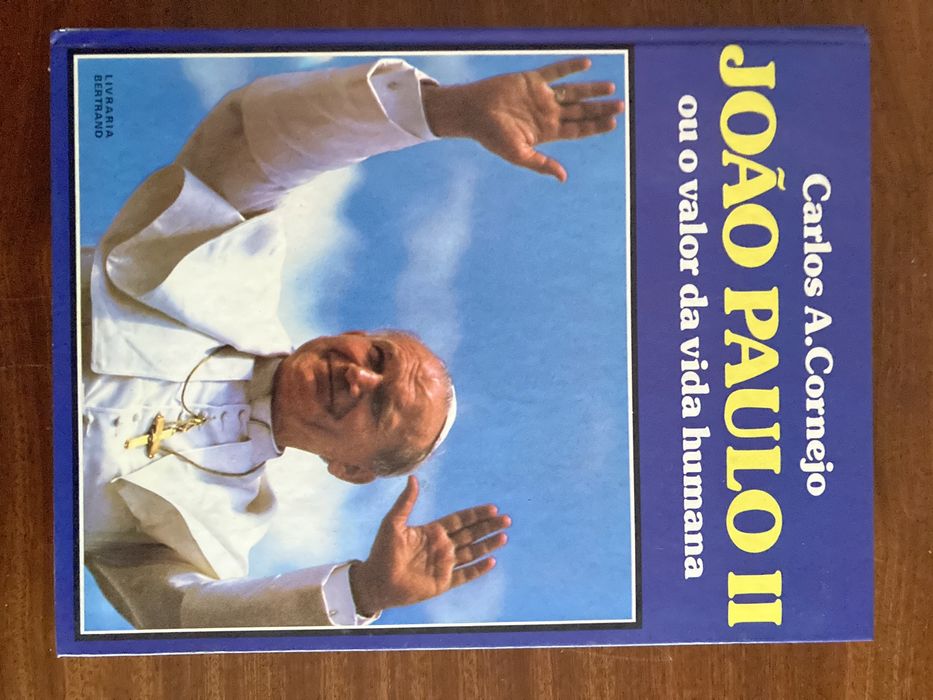 Carlos A.Cornejo
JOÃO PAULO II
ou o valor da vida humana
LIVRARIA
BERTRAND